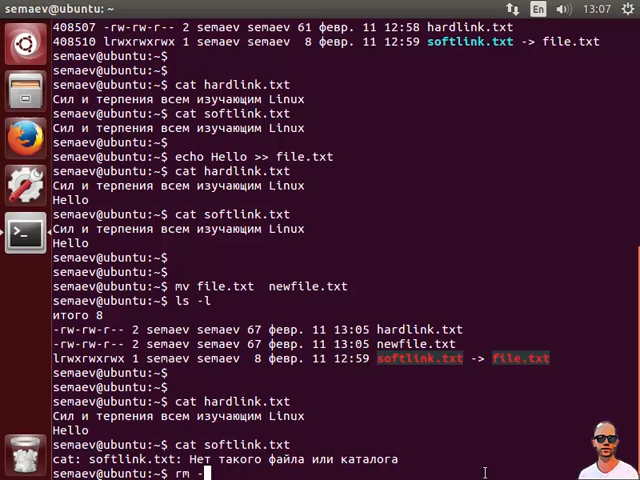 semaev@ubuntu: ~
En
13:07
408507 -rw-rw-r-- 2 semaev semaev 61 февр. 11 12:58 hardlink.txt
408510 lrwxrwxrwx 1 semaev semaev  8 февр. 11 12:59 softlink.txt -> file.txt
semaev@ubuntu:~$
semaev@ubuntu:~$
semaev@ubuntu:~$ cat hardlink.txt
Сил и терпения всем изучающим Linux
semaev@ubuntu:~$ cat softlink.txt
Сил и терпения всем изучающим Linux
semaev@ubuntu:~$
semaev@ubuntu:~$ echo Hello >> file.txt
semaev@ubuntu:~$ cat hardlink.txt
Сил и терпения всем изучающим Linux
Hello
semaev@ubuntu:~$ cat softlink.txt
Сил и терпения всем изучающим Linux
Hello
semaev@ubuntu:~$
semaev@ubuntu:~$ mv file.txt  newfile.txt
semaev@ubuntu:~$ ls -l
итого 8
-rw-rw-r-- 2 semaev semaev 67 февр. 11 13:05 hardlink.txt
-rw-rw-r-- 2 semaev semaev 67 февр. 11 13:05 newfile.txt
lrwxrwxrwx 1 semaev semaev  8 февр. 11 12:59 softlink.txt -> file.txt
semaev@ubuntu:~$
semaev@ubuntu:~$
semaev@ubuntu:~$ cat hardlink.txt
Сил и терпения всем изучающим Linux
Hello
semaev@ubuntu:~$ cat softlink.txt
cat: softlink.txt: Нет такого файла или каталога
semaev@ubuntu:~$ rm -